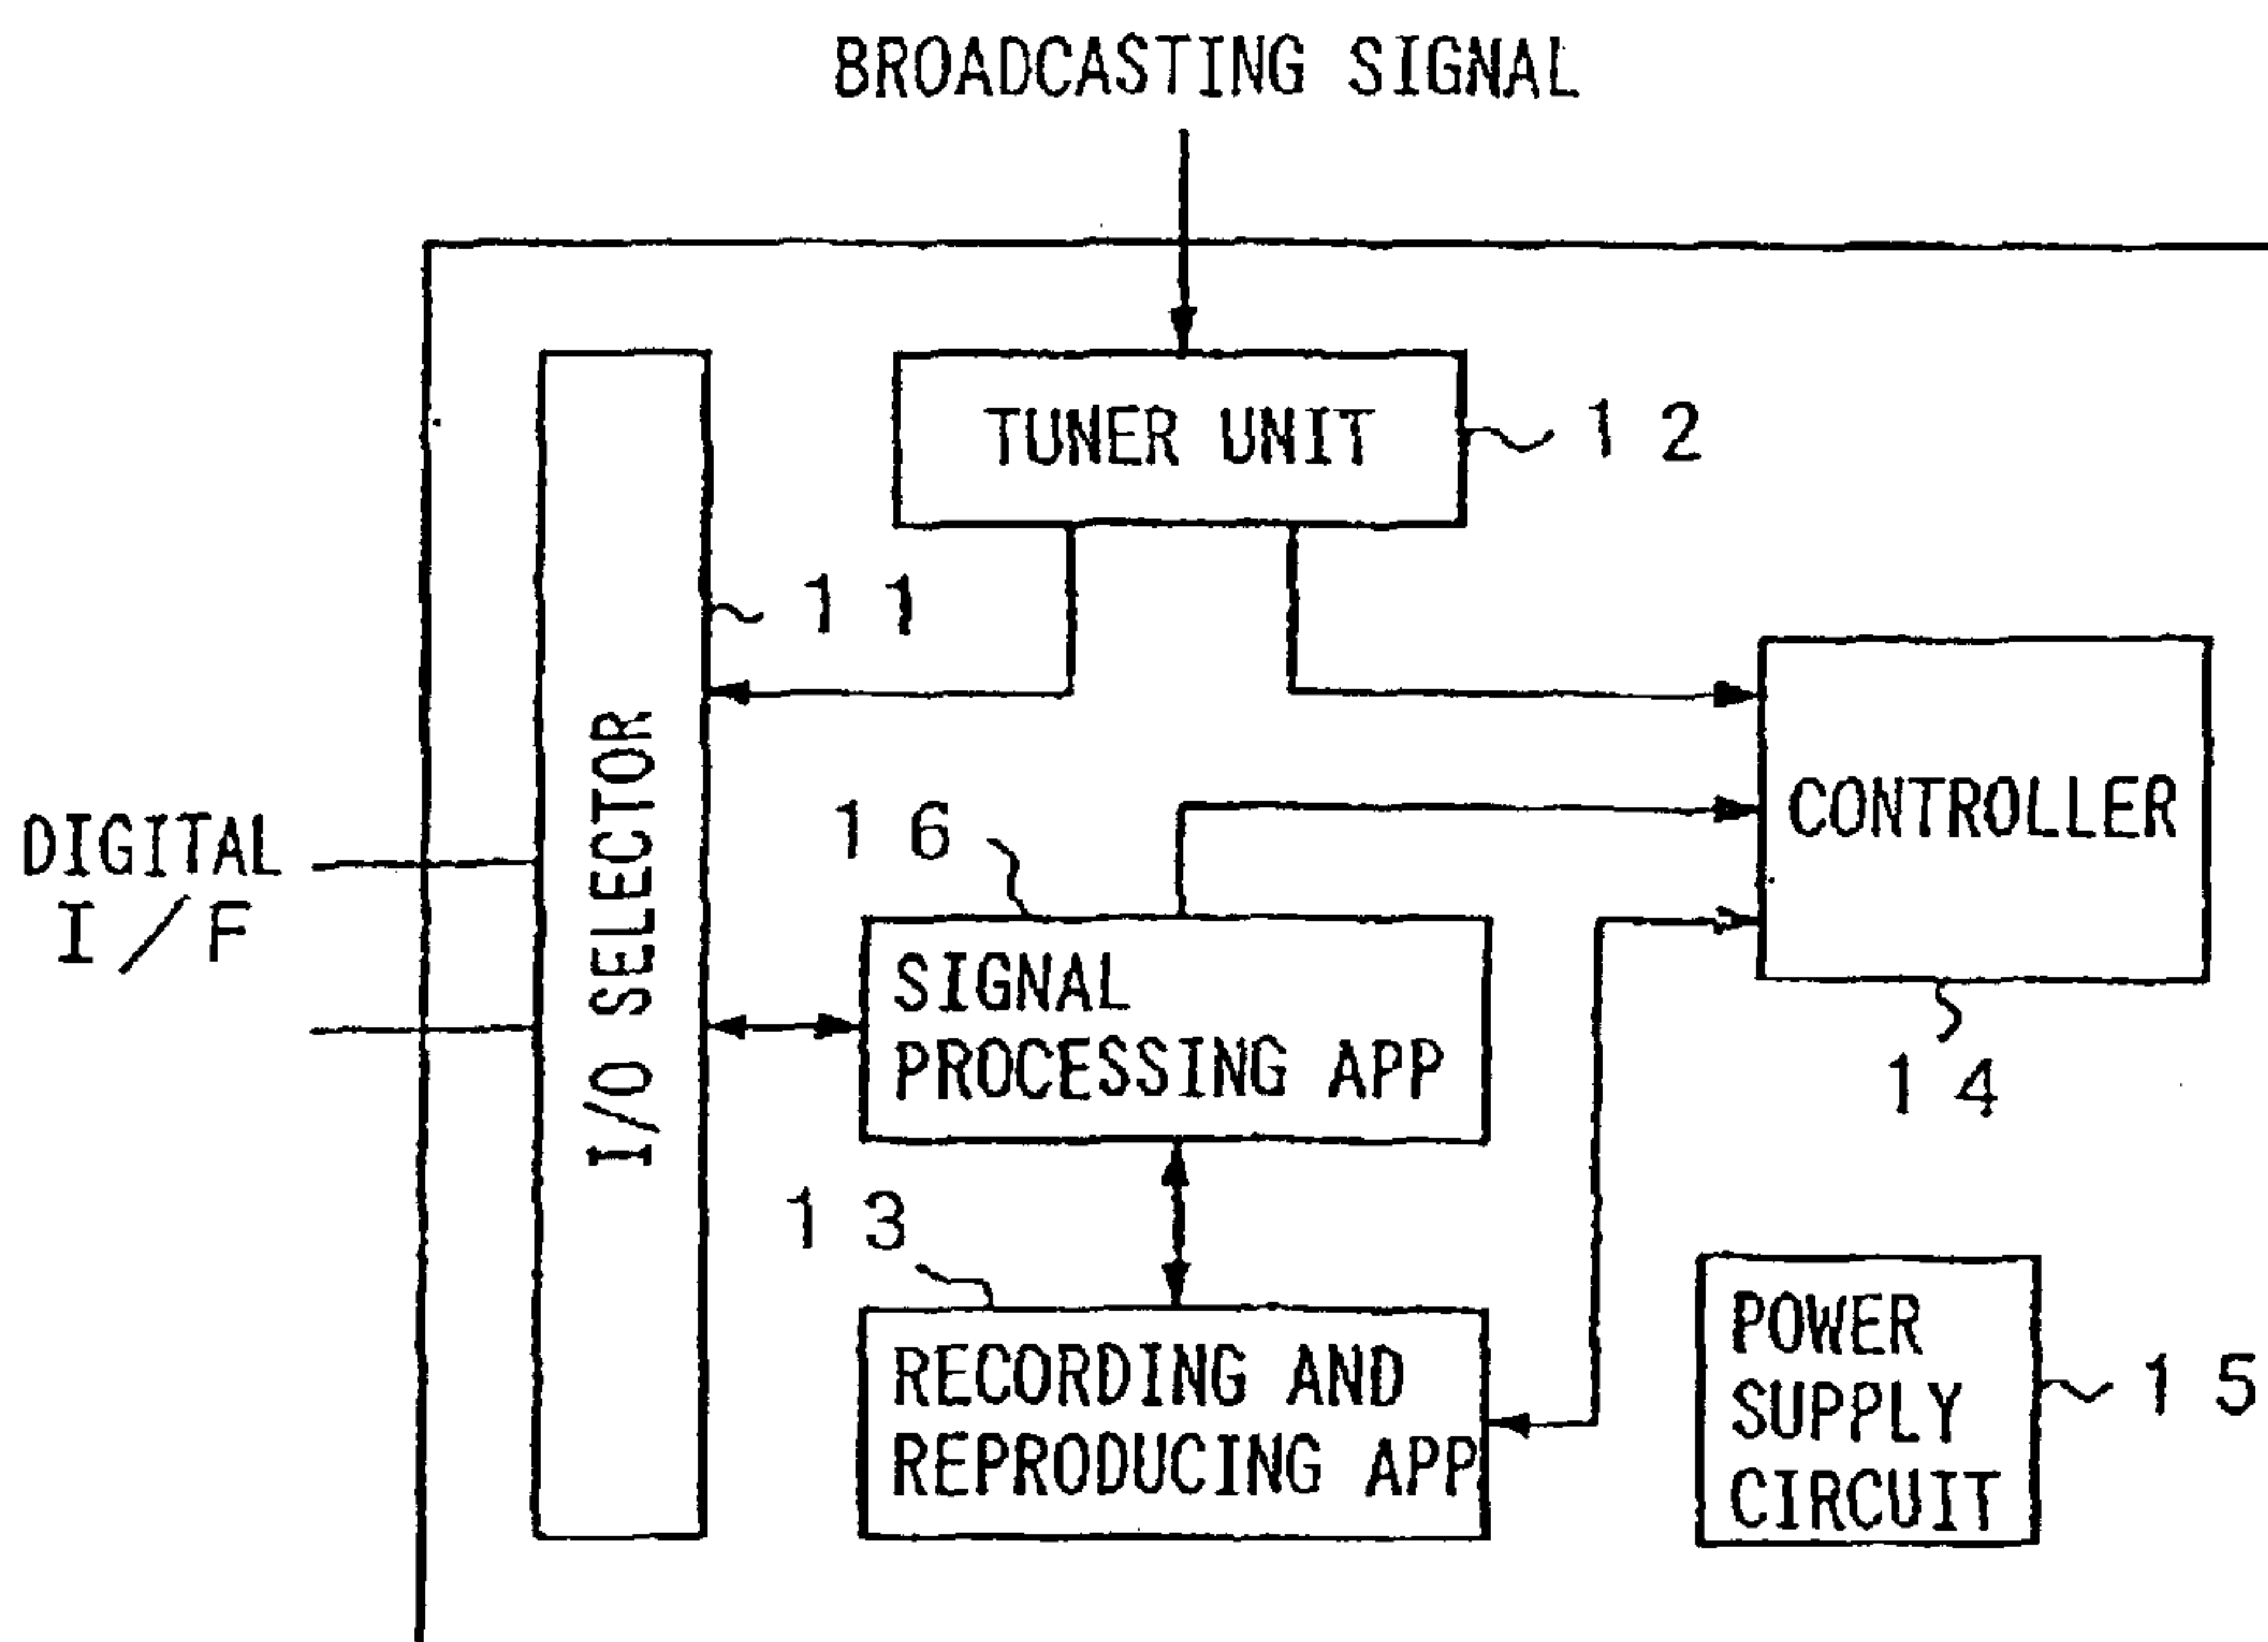 BROADCASTING SIGNAL
TUNER UNIT
1 2
1 1
I/O SELECTOR
DIGITAL
I/F
1 6
CONTROLLER
1 4
SIGNAL
PROCESSING APP
1 3
RECORDING AND
REPRODUCING APP
POWER
SUPPLY
CIRCUIT
1 5